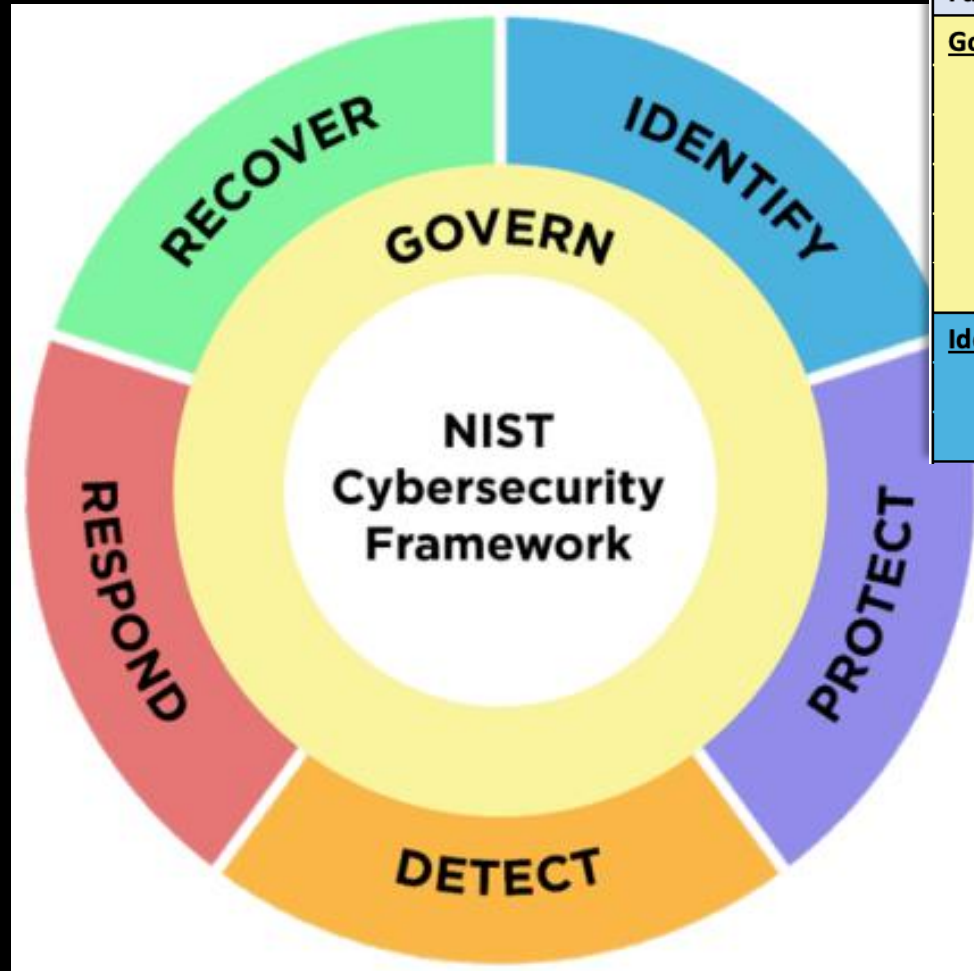 RECOVER
IDENTIFY
GOVERN
NIST
Cybersecurity
Framework
RESPOND
PROTECT
DETECT